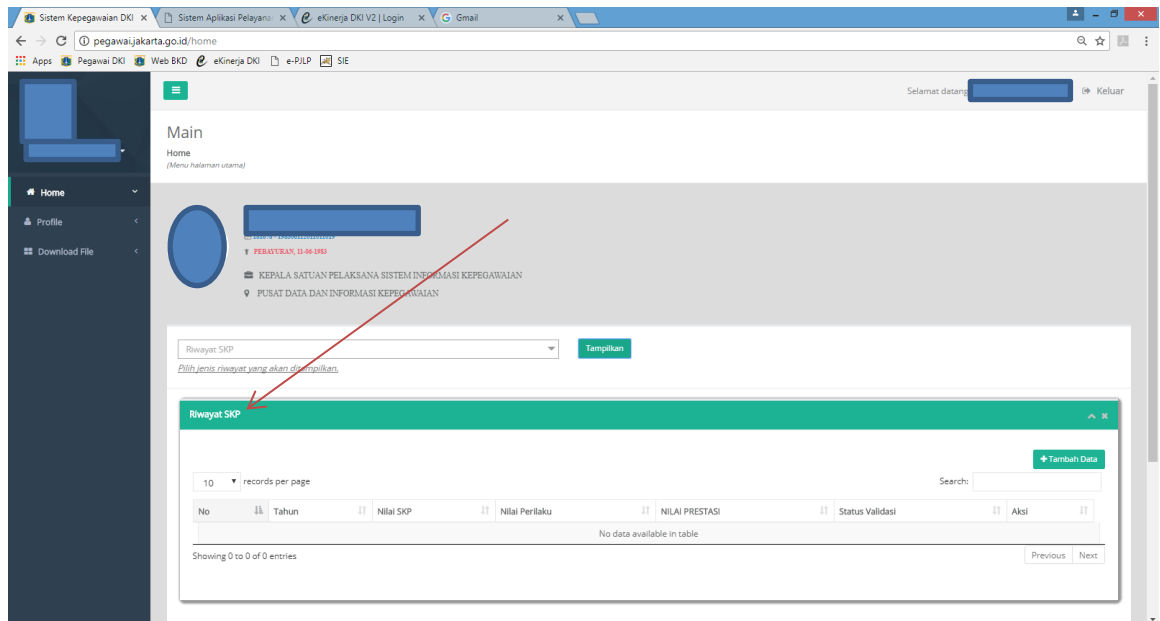 Sistem Kepegawaian DKI
Sistem Aplikasi Pelayana
eKinerja DKI V2 | Login
Gmail
pegawai.jakarta.go.id/home
Apps Pegawai DKI Web BKD eKinerja DKI e-PJLP SIE
Selamat datang
Keluar
Main
Home
(Menu halaman utama)
Home
Profile
Download File
PERAYURAN, 11-06-1983
KEPALA SATUAN PELAKSANA SISTEM INFORMASI KEPEGAWAIAN
PUSAT DATA DAN INFORMASI KEPEGAWAIAN
Riwayat SKP
Tampilkan
Pilih jenis riwayat yang akan ditampilkan.
Riwayat SKP
+ Tambah Data
10 records per page
Search:
No Tahun Nilai SKP Nilai Perilaku NILAI PRESTASI Status Validasi Aksi
No data available in table
Showing 0 to 0 of 0 entries
Previous Next